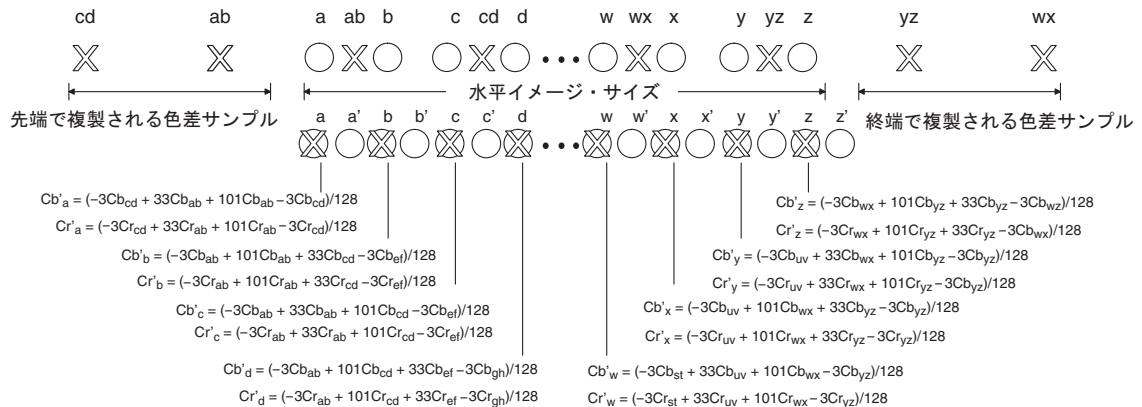 cd ab a ab b c cd d w wx x y yz z yz wx
•••
水平イメージ・サイズ
先端で複製される色差サンプル
終端で複製される色差サンプル
a a' b b' c c' d w w' x x' y y' z z'
•••
Cb'a = (–3Cbcd + 33Cbab + 101Cbab – 3Cbcd)/128
Cr'a = (–3Crcd + 33Crab + 101Crab – 3Crcd)/128
Cb'b = (–3Cbab + 101Cbab + 33Cbcd – 3Cbef)/128
Cr'b = (–3Crab + 101Crab + 33Crcd – 3Cref)/128
Cb'c = (–3Cbab + 33Cbab + 101Cbcd – 3Cbef)/128
Cr'c = (–3Crab + 33Crab + 101Crcd – 3Cref)/128
Cb'd = (–3Cbab + 101Cbcd + 33Cbef – 3Cbgh)/128
Cr'd = (–3Crab + 101Crcd + 33Cref – 3Crgh)/128
Cb'z = (–3Cbwx + 101Cbyz + 33Cbyz – 3Cbwz)/128
Cr'z = (–3Crwx + 101Cryz + 33Cryz – 3Cbwx)/128
Cb'y = (–3Cbuv + 33Cbwx + 101Cbyz – 3Cbyz)/128
Cr'y = (–3Cruv + 33Crwx + 101Cryz – 3Cbyz)/128
Cb'x = (–3Cbuv + 101Cbwx + 33Cbyz – 3Cbyz)/128
Cr'x = (–3Cruv + 101Crwx + 33Cryz – 3Cryz)/128
Cb'w = (–3Cbst + 33Cbuv + 101Cbwx – 3Cbyz)/128
Cr'w = (–3Crst + 33Cruv + 101Crwx – 3Cryz)/128